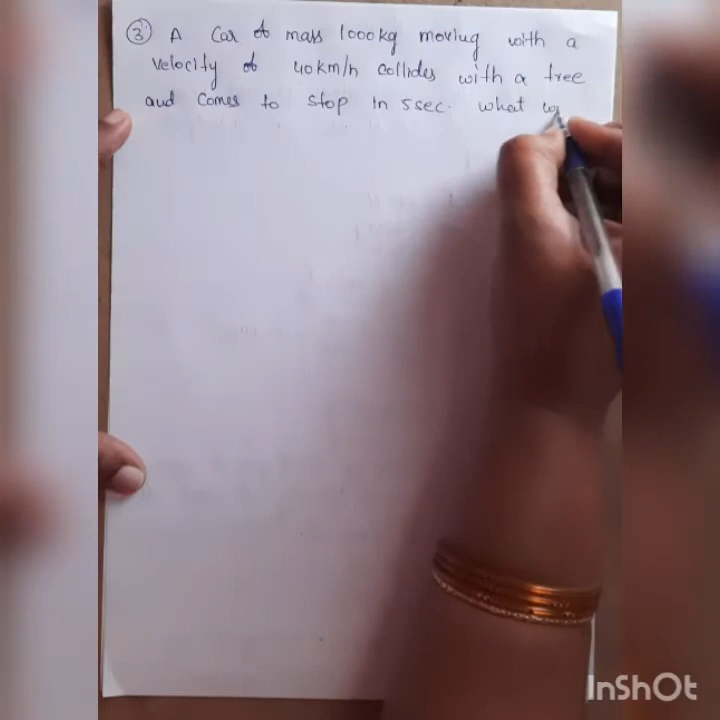 ③ A Car of mass 1000kg moving with a
velocity of 40km/h collides with a tree
and comes to stop in 5sec. what
InShOt